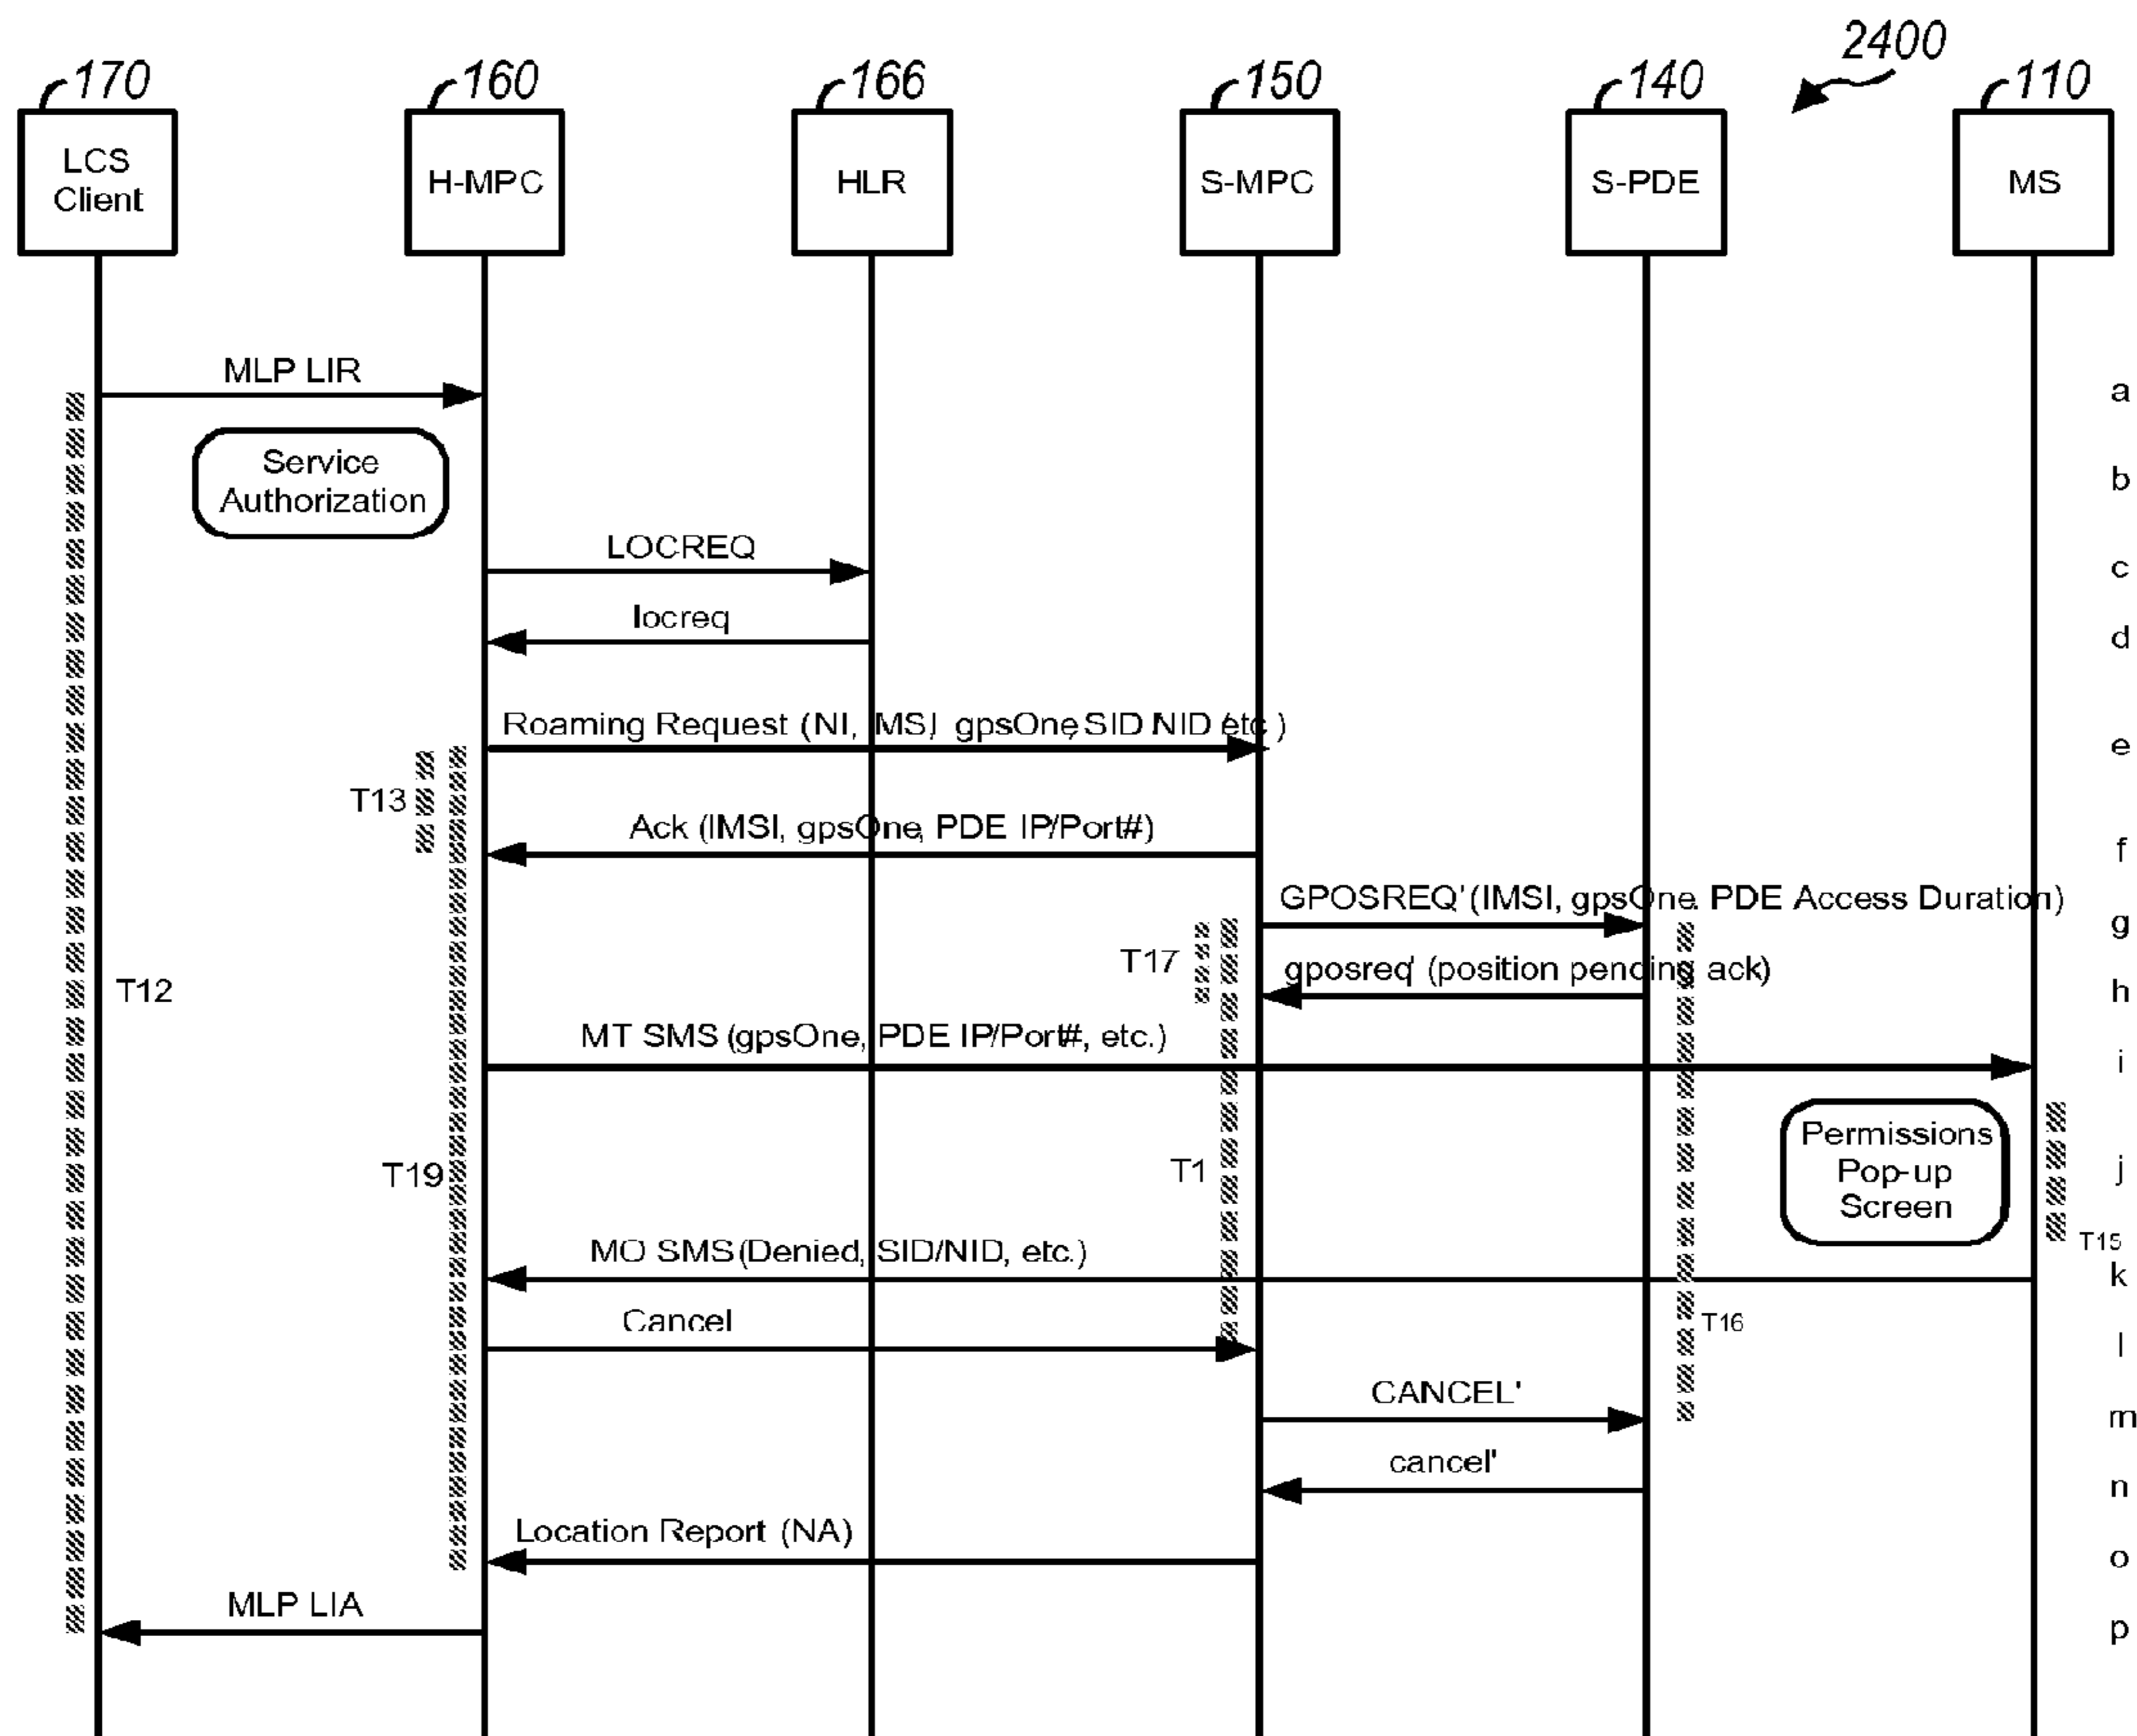 2400
170
160
166
150
140
110
LCS
Client
H-MPC
HLR
S-MPC
S-PDE
MS
MLP LIR
a
Service
Authorization
b
LOCREQ
c
locreq
d
Roaming Request (NI, MSI gpsOne, SID NID etc.)
e
T13
Ack (IMSI, gpsOne, PDE IP/Port#)
f
GPOSREQ' (IMSI, gpsOne. PDE Access Duration)
g
T17
gposreq' (position pending ack)
h
T12
MT SMS (gpsOne, PDE IP/Port#, etc.)
i
Permissions
Pop-up
Screen
j
T19
T1
T15
MO SMS (Denied, SID/NID, etc.)
k
Cancel
T16
l
CANCEL'
m
cancel'
n
Location Report (NA)
o
MLP LIA
p